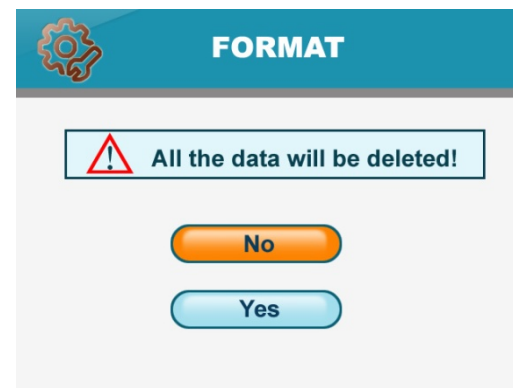 FORMAT
All the data will be deleted!
No
Yes